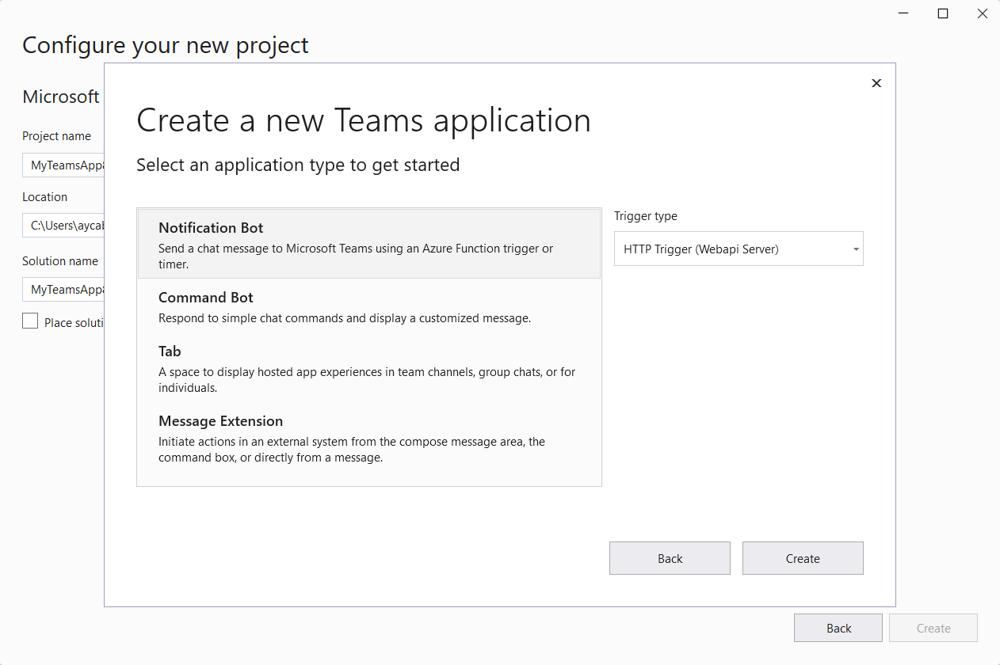 Configure your new project
Microsoft
Project name
MyTeamsApp
Location
C:\Users\aycab
Solution name
MyTeamsApp
Place soluti
Create a new Teams application
Select an application type to get started
Notification Bot
Send a chat message to Microsoft Teams using an Azure Function trigger or
timer.
Command Bot
Respond to simple chat commands and display a customized message.
Tab
A space to display hosted app experiences in team channels, group chats, or for
individuals.
Message Extension
Initiate actions in an external system from the compose message area, the
command box, or directly from a message.
Trigger type
HTTP Trigger (Webapi Server)
Back
Create
Back
Create